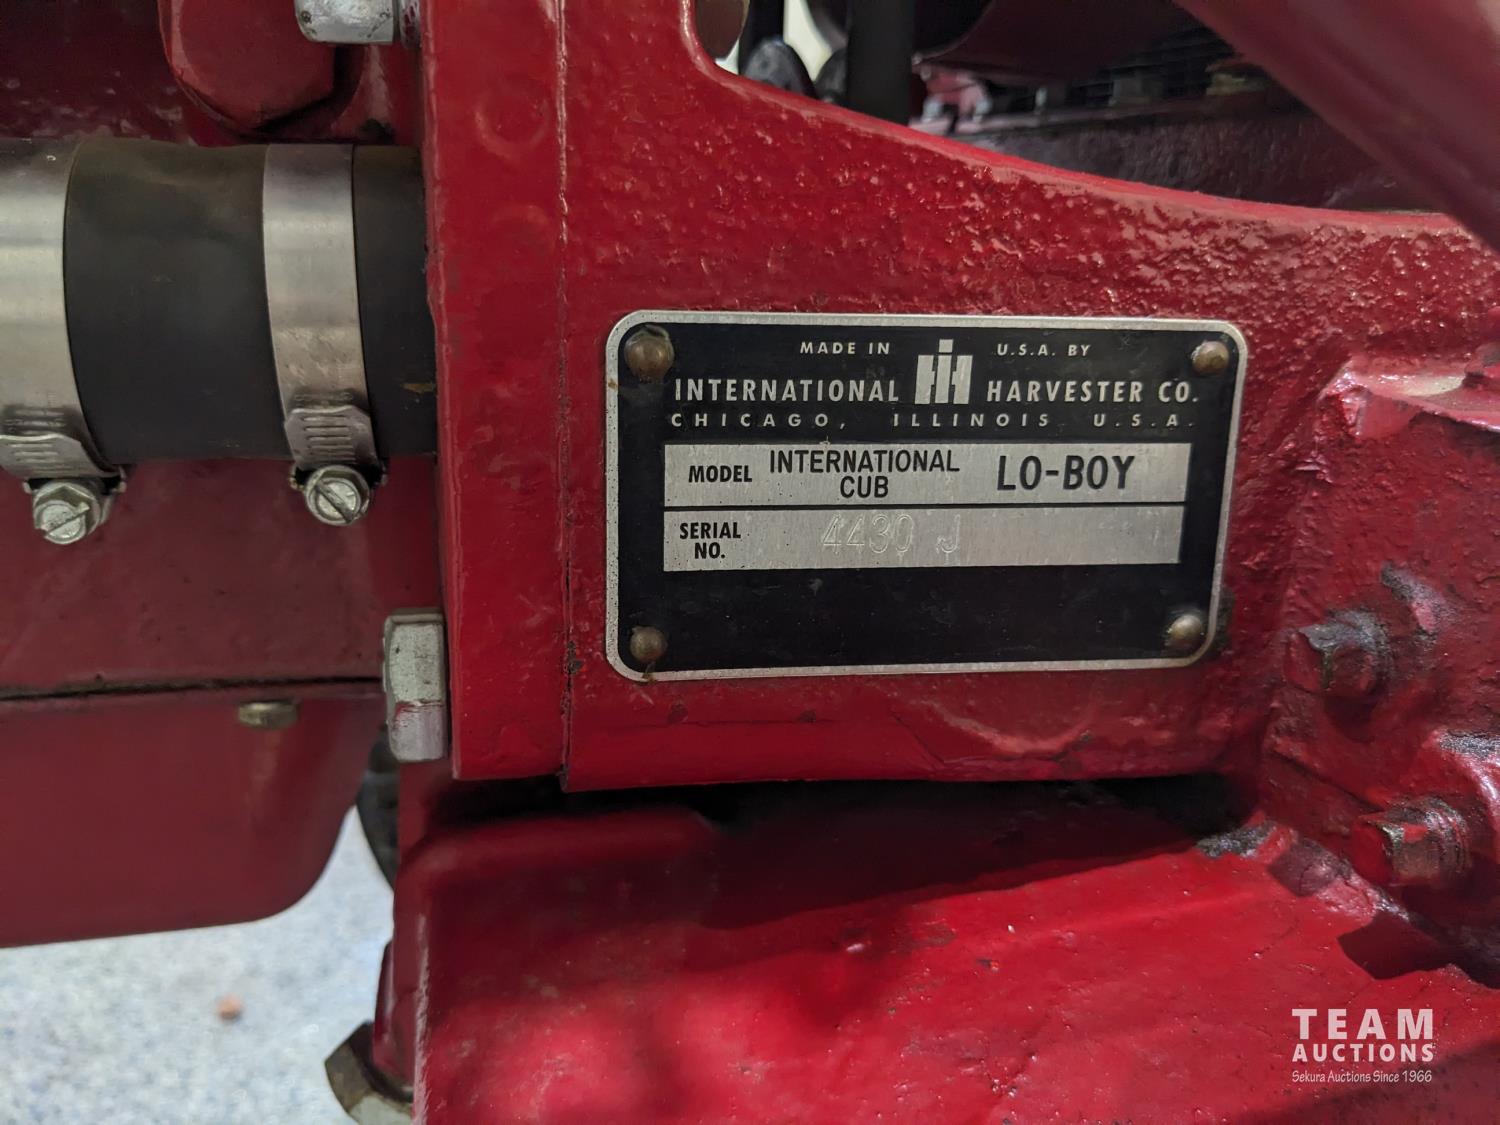 MADE IN IH U.S.A. BY
INTERNATIONAL HARVESTER CO.
CHICAGO, ILLINOIS U.S.A.
MODEL INTERNATIONAL CUB LO-BOY
SERIAL NO. 4430 J
TEAM
AUCTIONS
Sekura Auctions Since 1966